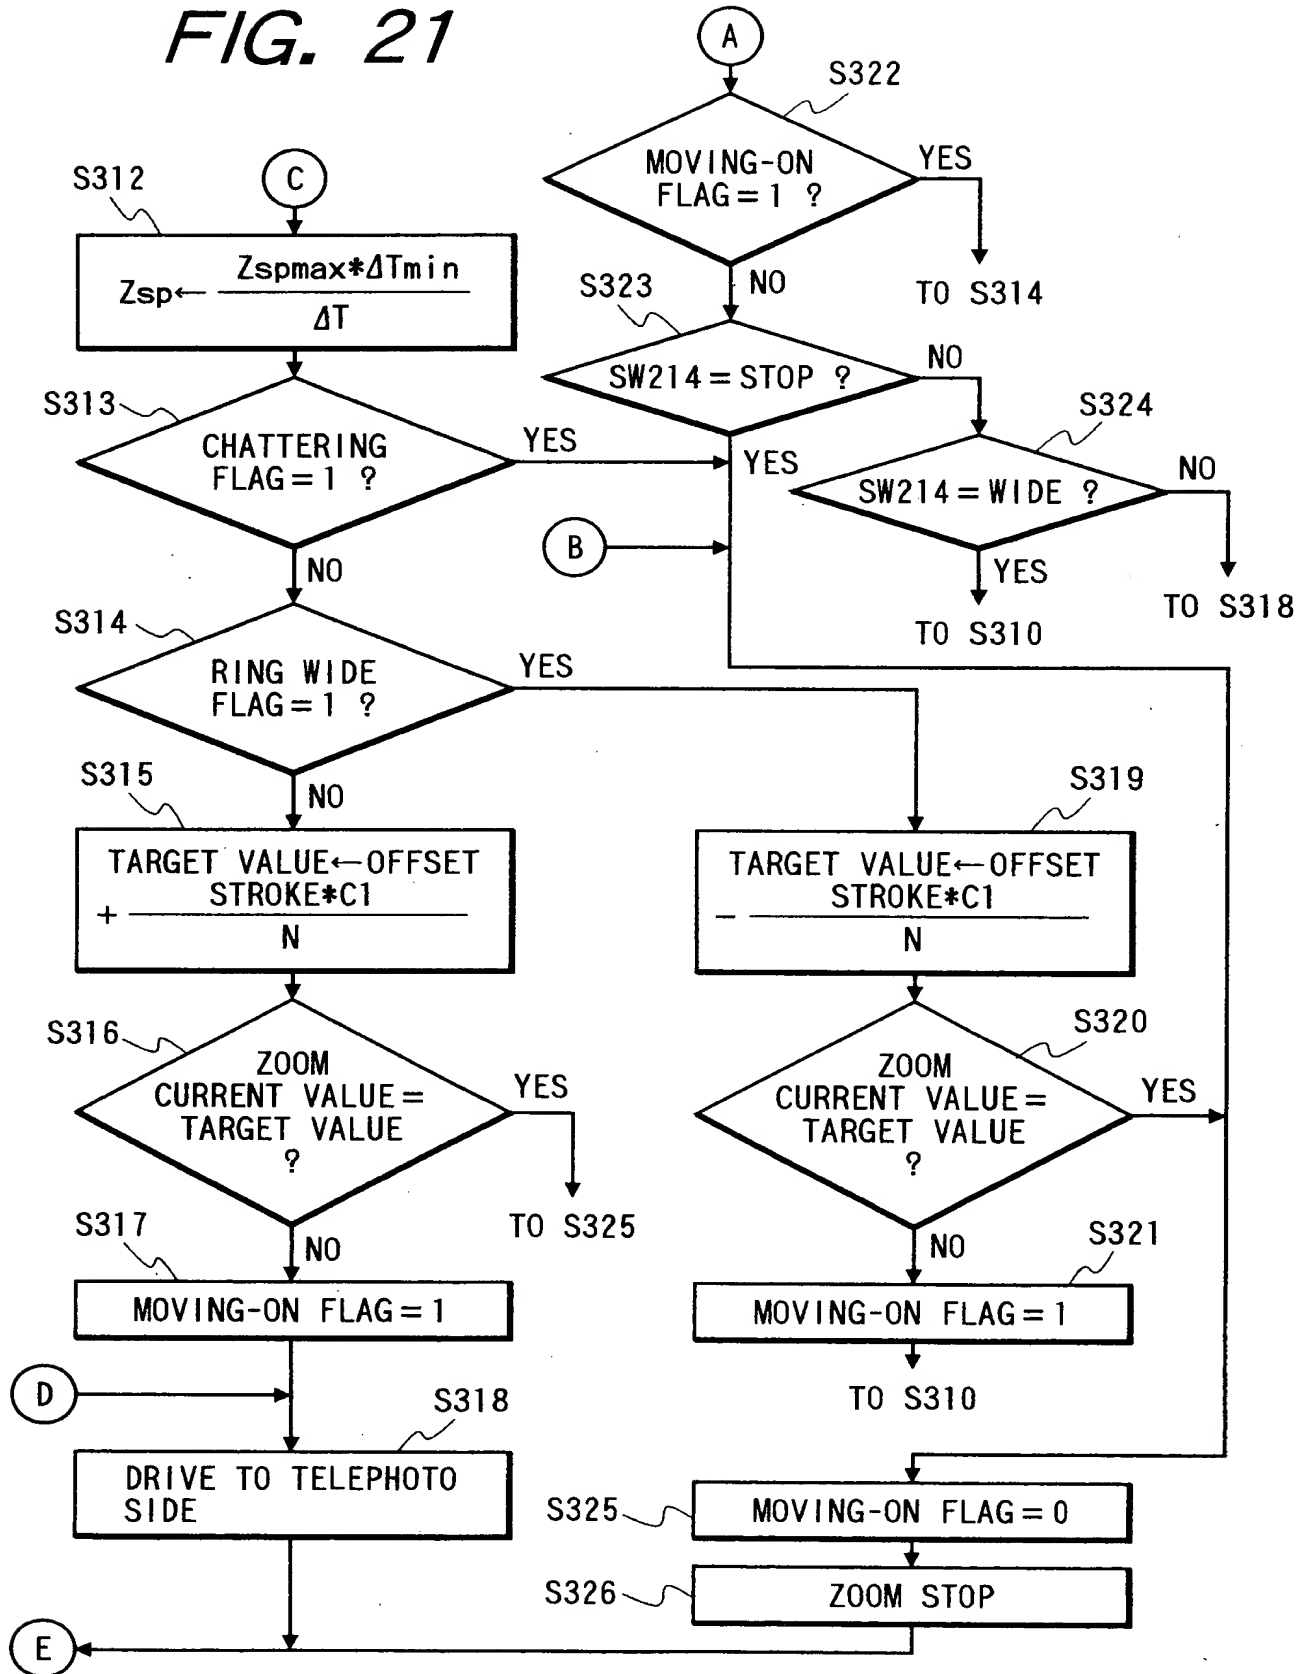 FIG. 21
A
S322
MOVING-ON
FLAG=1 ?
YES
TO S314
NO
S323
SW214=STOP ?
NO
YES
S324
SW214=WIDE ?
NO
TO S318
YES
TO S310
B
C
S312
Zsp← Zspmax*ΔTmin
ΔT
S313
CHATTERING
FLAG=1 ?
YES
NO
S314
RING WIDE
FLAG=1 ?
YES
NO
S315
TARGET VALUE←OFFSET
+ STROKE*C1
N
S316
ZOOM
CURRENT VALUE=
TARGET VALUE
?
YES
TO S325
NO
S317
MOVING-ON FLAG=1
D
S318
DRIVE TO TELEPHOTO
SIDE
S319
TARGET VALUE←OFFSET
− STROKE*C1
N
S320
ZOOM
CURRENT VALUE=
TARGET VALUE
?
YES
NO
S321
MOVING-ON FLAG=1
TO S310
S325
MOVING-ON FLAG=0
S326
ZOOM STOP
E